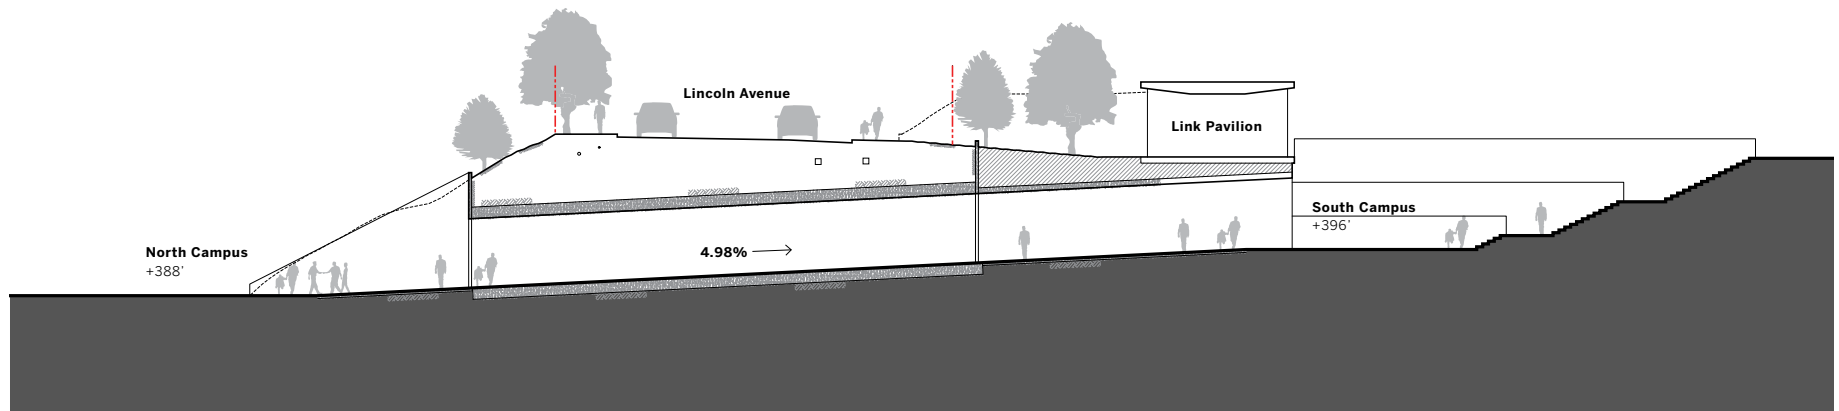 Lincoln Avenue
Link Pavilion
South Campus
+396'
North Campus
+388'
4.98%